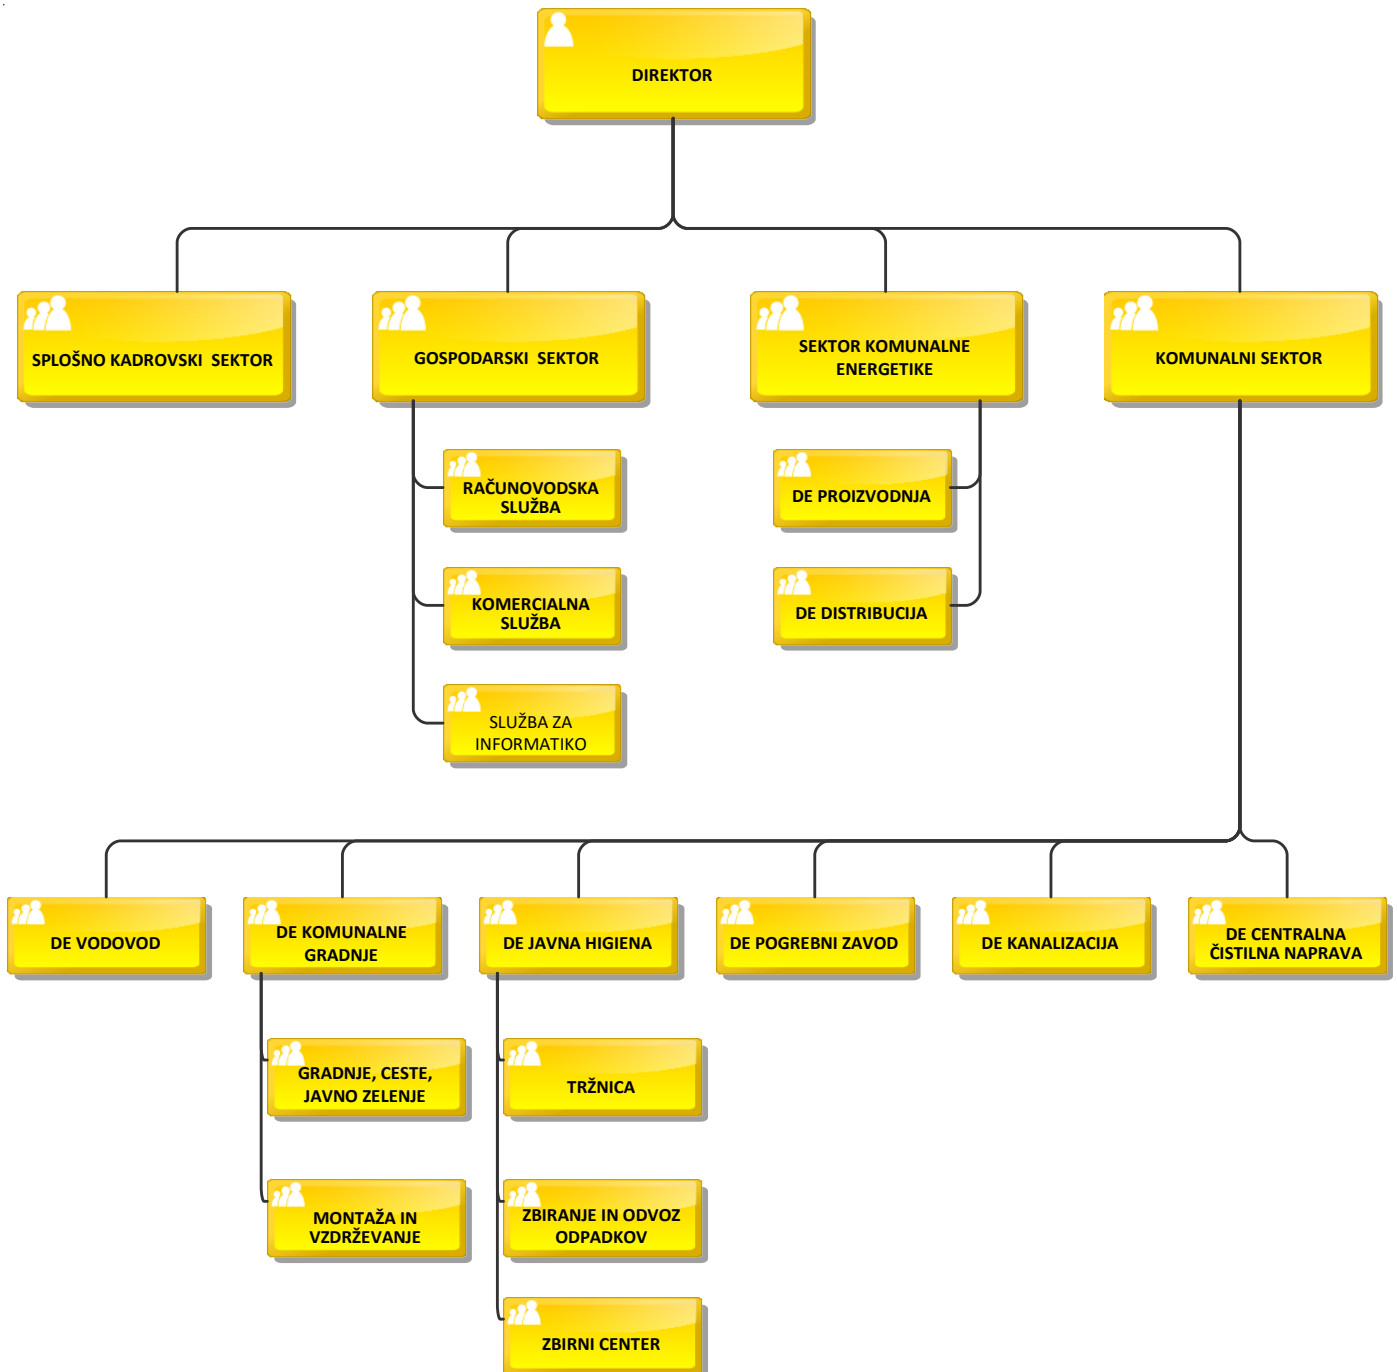 DIREKTOR
SPLOŠNO KADROVSKI  SEKTOR
GOSPODARSKI  SEKTOR
SEKTOR KOMUNALNE
ENERGETIKE
KOMUNALNI SEKTOR
RAČUNOVODSKA
SLUŽBA
DE PROIZVODNJA
KOMERCIALNA
SLUŽBA
DE DISTRIBUCIJA
SLUŽBA ZA
INFORMATIKO
DE VODOVOD
DE KOMUNALNE
GRADNJE
DE JAVNA HIGIENA
DE POGREBNI ZAVOD
DE KANALIZACIJA
DE CENTRALNA
ČISTILNA NAPRAVA
GRADNJE, CESTE,
JAVNO ZELENJE
TRŽNICA
MONTAŽA IN
VZDRŽEVANJE
ZBIRANJE IN ODVOZ
ODPADKOV
ZBIRNI CENTER